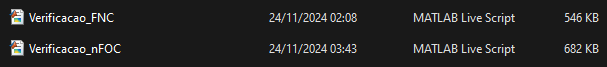 Verificacao_FNC 24/11/2024 02:08 MATLAB Live Script 546 KB
Verificacao_nFOC 24/11/2024 03:43 MATLAB Live Script 682 KB